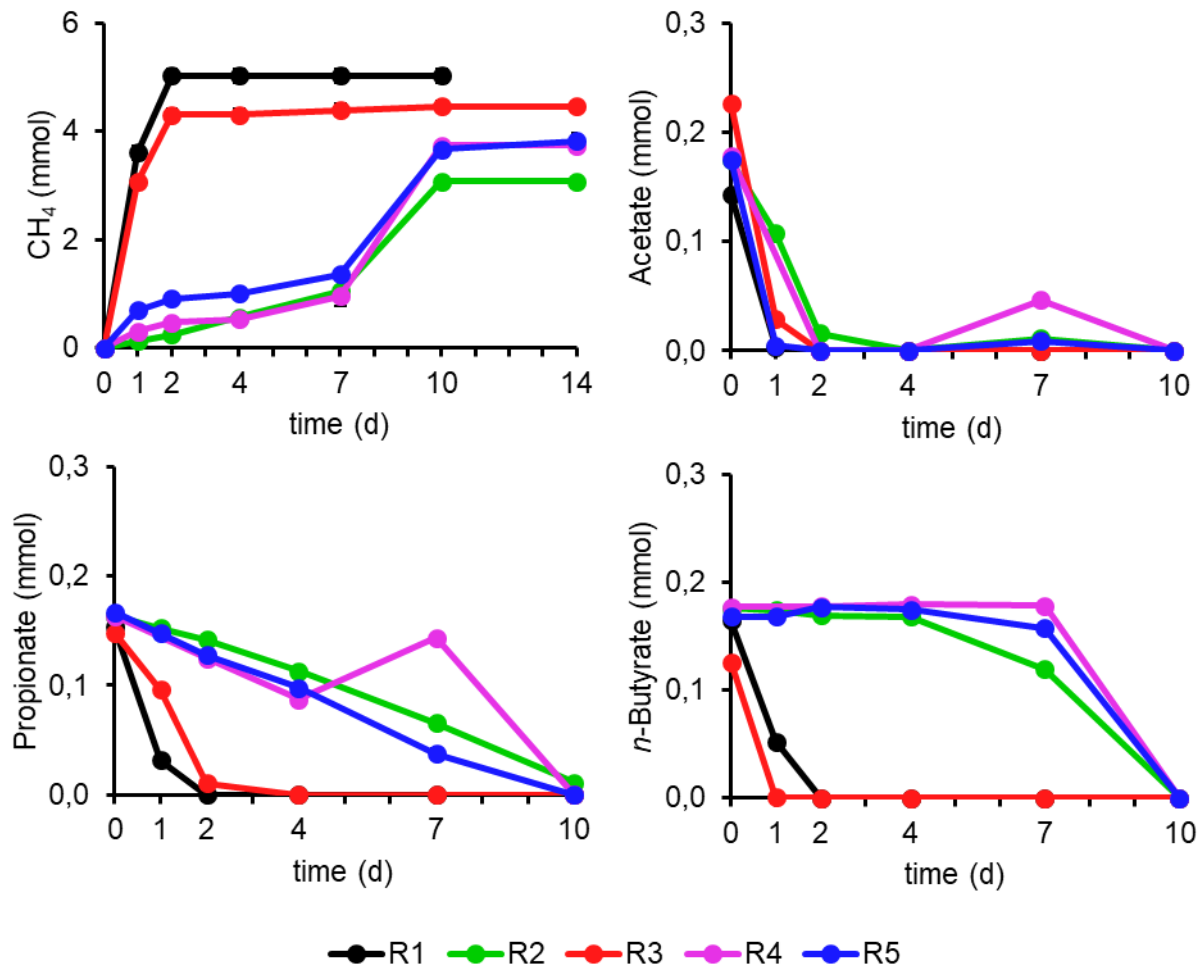 CH4 (mmol)
6
4
2
0
0 1 2 4 7 10 14
time (d)
Acetate (mmol)
0,3
0,2
0,1
0,0
0 1 2 4 7 10
time (d)
Propionate (mmol)
0,3
0,2
0,1
0,0
0 1 2 4 7 10
time (d)
n-Butyrate (mmol)
0,3
0,2
0,1
0,0
0 1 2 4 7 10
time (d)
R1 R2 R3 R4 R5